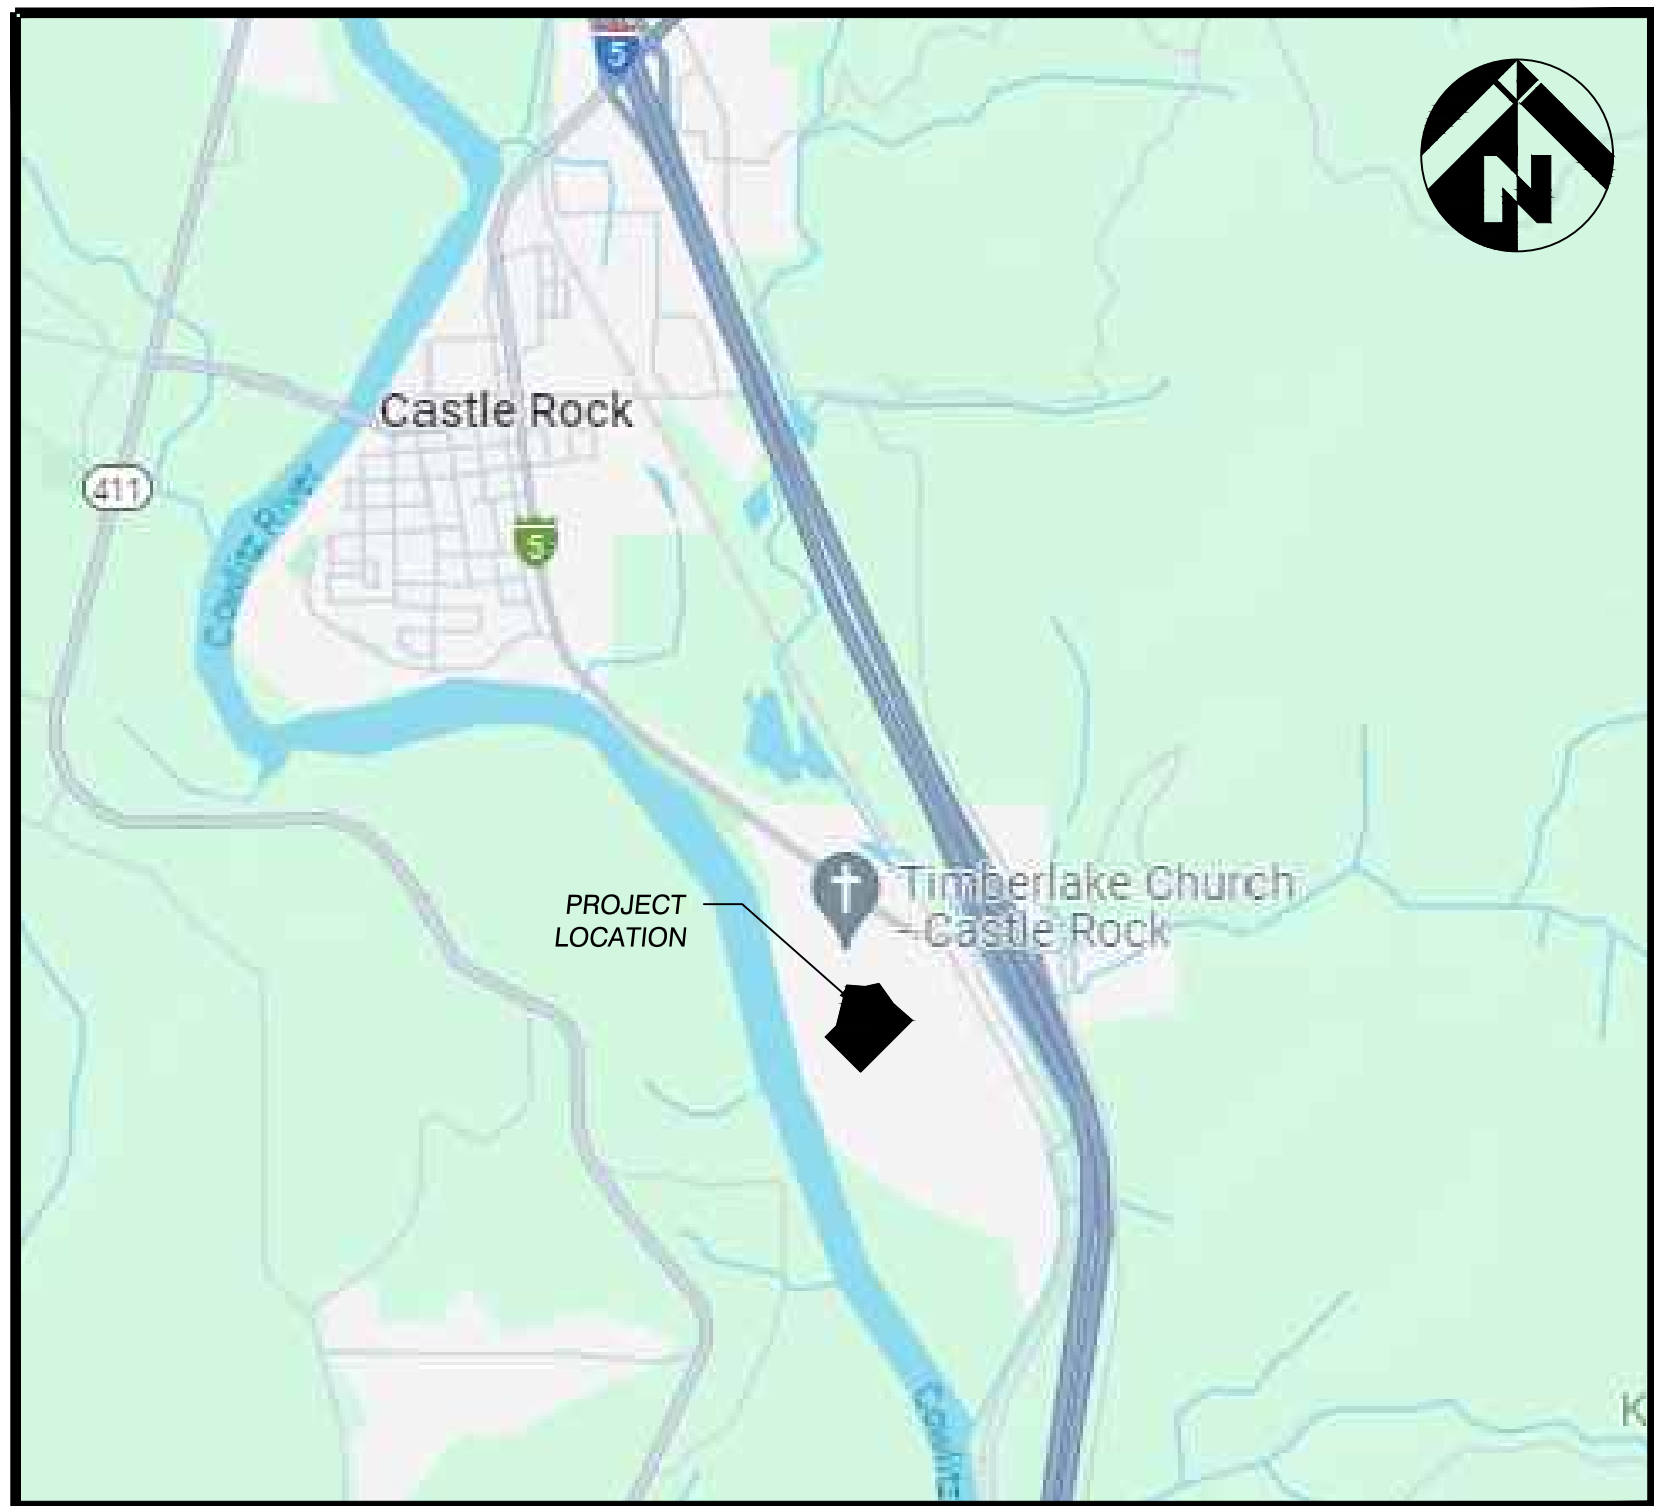 5
N
Castle Rock
411
Cowlitz River
5
Timberlake Church
- Castle Rock
PROJECT
LOCATION